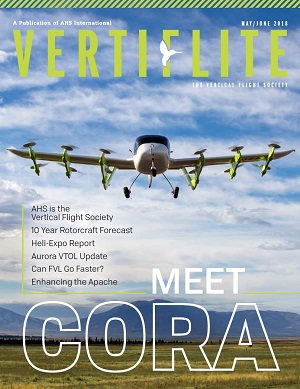 A Publication of AHS International
MAY/JUNE 2018
VERTIFLITE
THE VERTICAL FLIGHT SOCIETY
AHS is the
Vertical Flight Society
10 Year Rotorcraft Forecast
Heli-Expo Report
Aurora VTOL Update
Can FVL Go Faster?
Enhancing the Apache
MEET
CORA